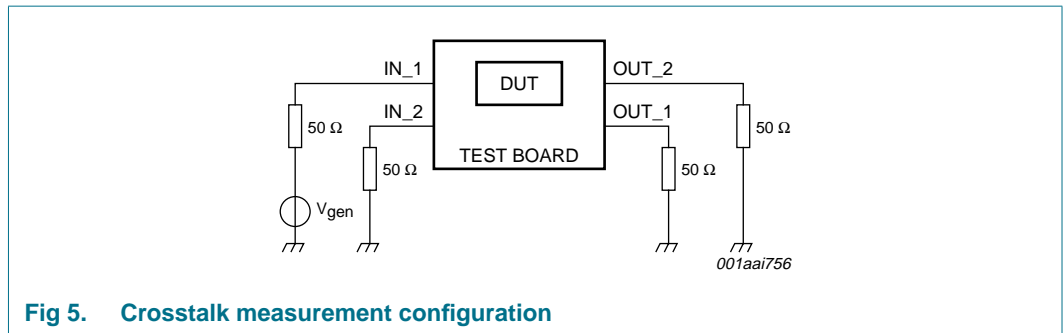 IN_1
OUT_2
DUT
IN_2
OUT_1
50 Ω
50 Ω
TEST BOARD
50 Ω
50 Ω
Vgen
001aai756
Fig 5. Crosstalk measurement configuration